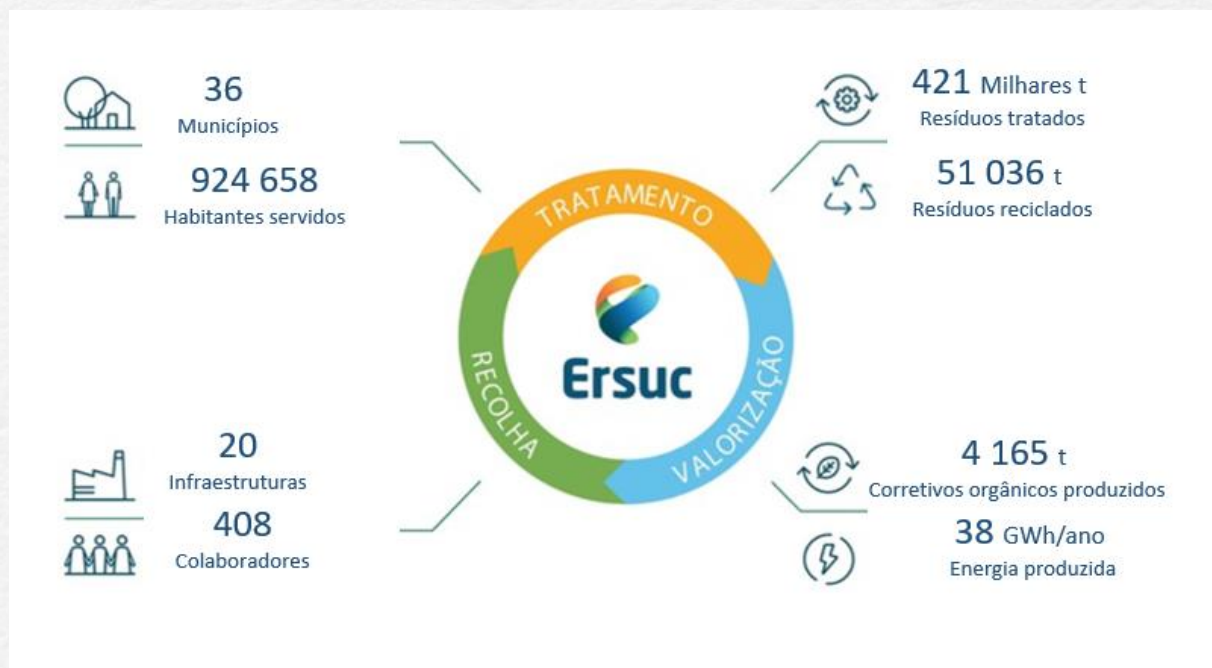 36
Municípios
924 658
Habitantes servidos
421 Milhares t
Resíduos tratados
51 036 t
Resíduos reciclados
TRATAMENTO
VALORIZAÇÃO
RECOLHA
Ersuc
20
Infraestruturas
408
Colaboradores
4 165 t
Corretivos orgânicos produzidos
38 GWh/ano
Energia produzida